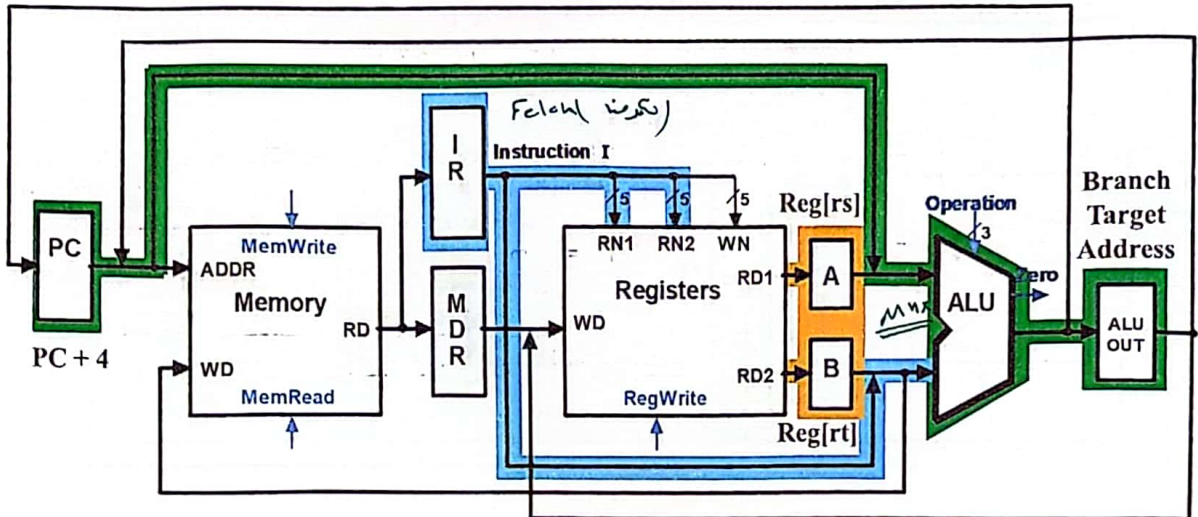 I
R
Instruction I
5
5
5
Reg[rs]
Operation
3
Branch
Target
Address
PC
MemWrite
ADDR
Memory
RD
WD
MemRead
PC + 4
M
D
R
RN1 RN2 WN
Registers
RD1
WD
RD2
RegWrite
A
B
Reg[rt]
Mux
ALU
Zero
ALU
OUT